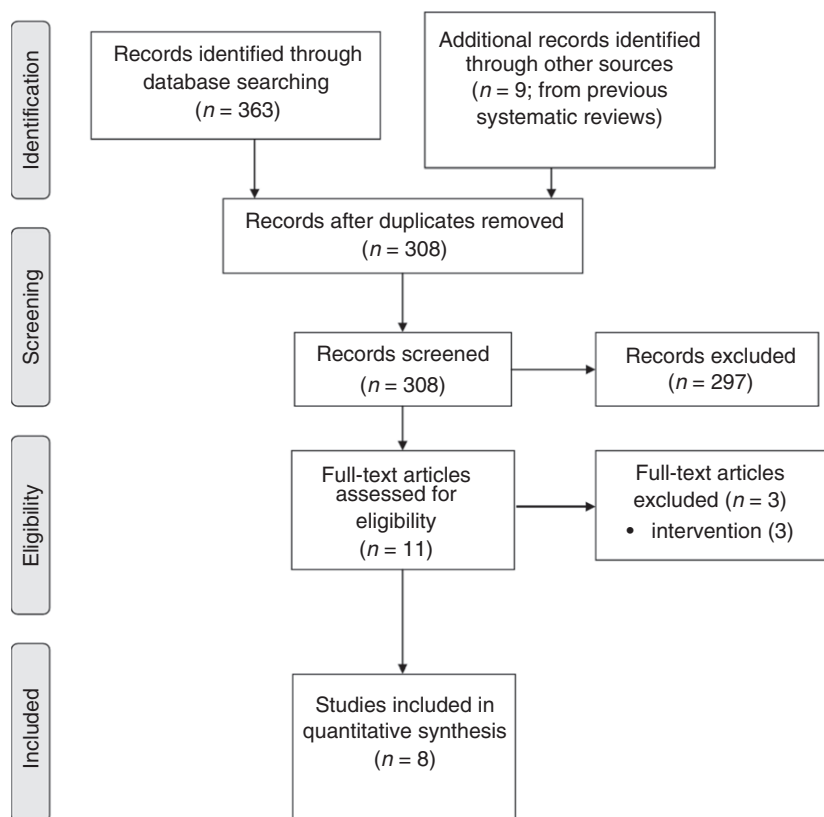 Identification
Records identified through
database searching
(n = 363)
Additional records identified
through other sources
(n = 9; from previous
systematic reviews)
Records after duplicates removed
(n = 308)
Screening
Records screened
(n = 308)
Records excluded
(n = 297)
Eligibility
Full-text articles
assessed for
eligibility
(n = 11)
Full-text articles
excluded (n = 3)
• intervention (3)
Included
Studies included in
quantitative synthesis
(n = 8)